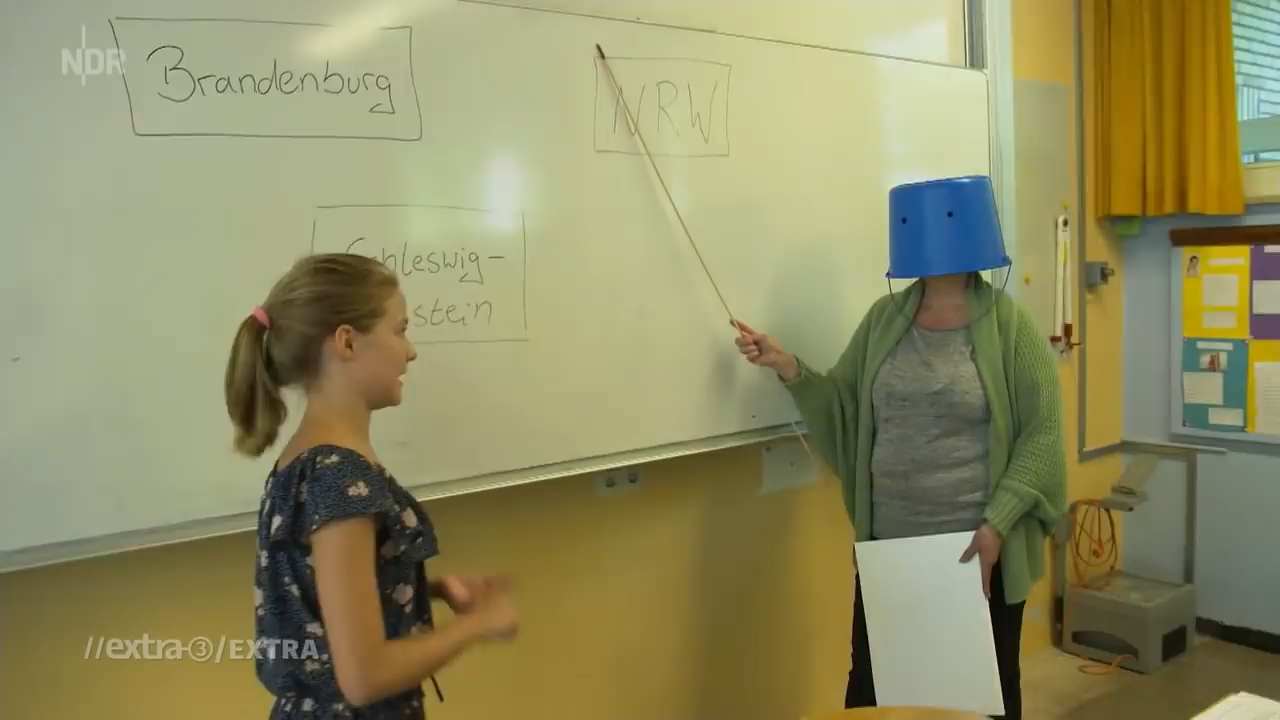 NDR
Brandenburg
NRW
Schleswig-
stein
//extra3/EXTRA.